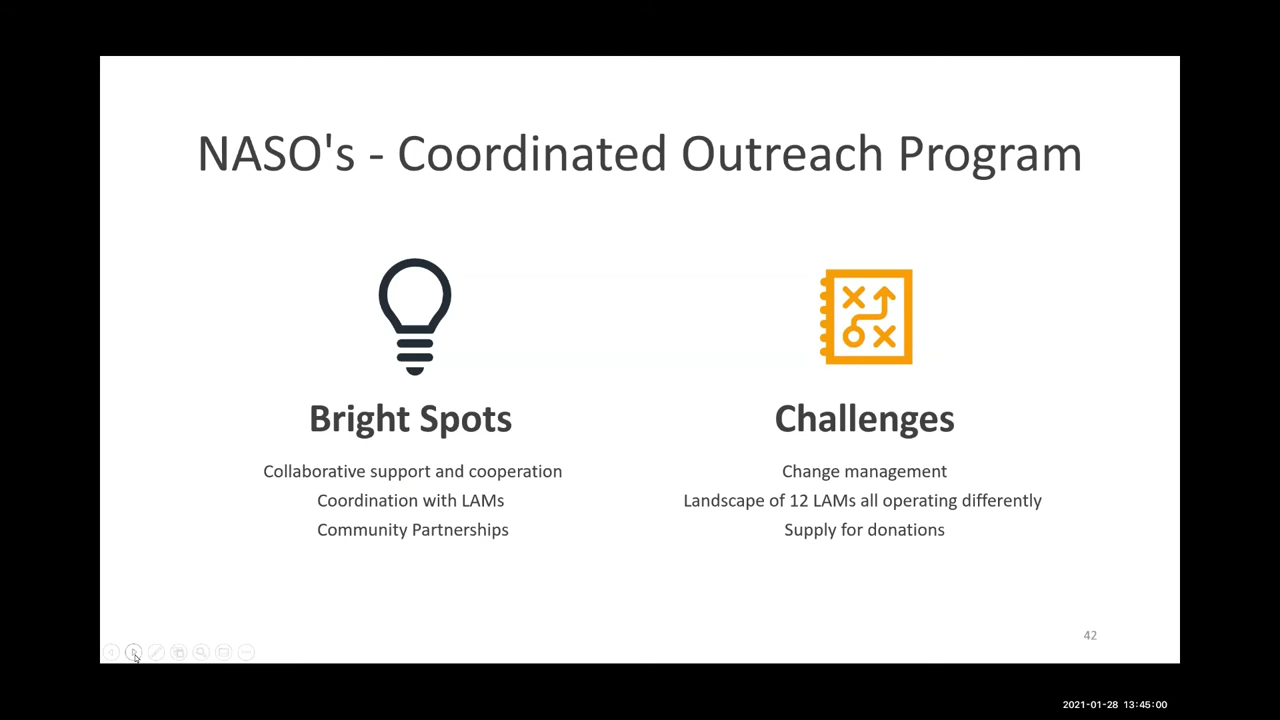 NASO's - Coordinated Outreach Program
Bright Spots
Collaborative support and cooperation
Coordination with LAMs
Community Partnerships
Challenges
Change management
Landscape of 12 LAMs all operating differently
Supply for donations
42
2021-01-28 13:45:00